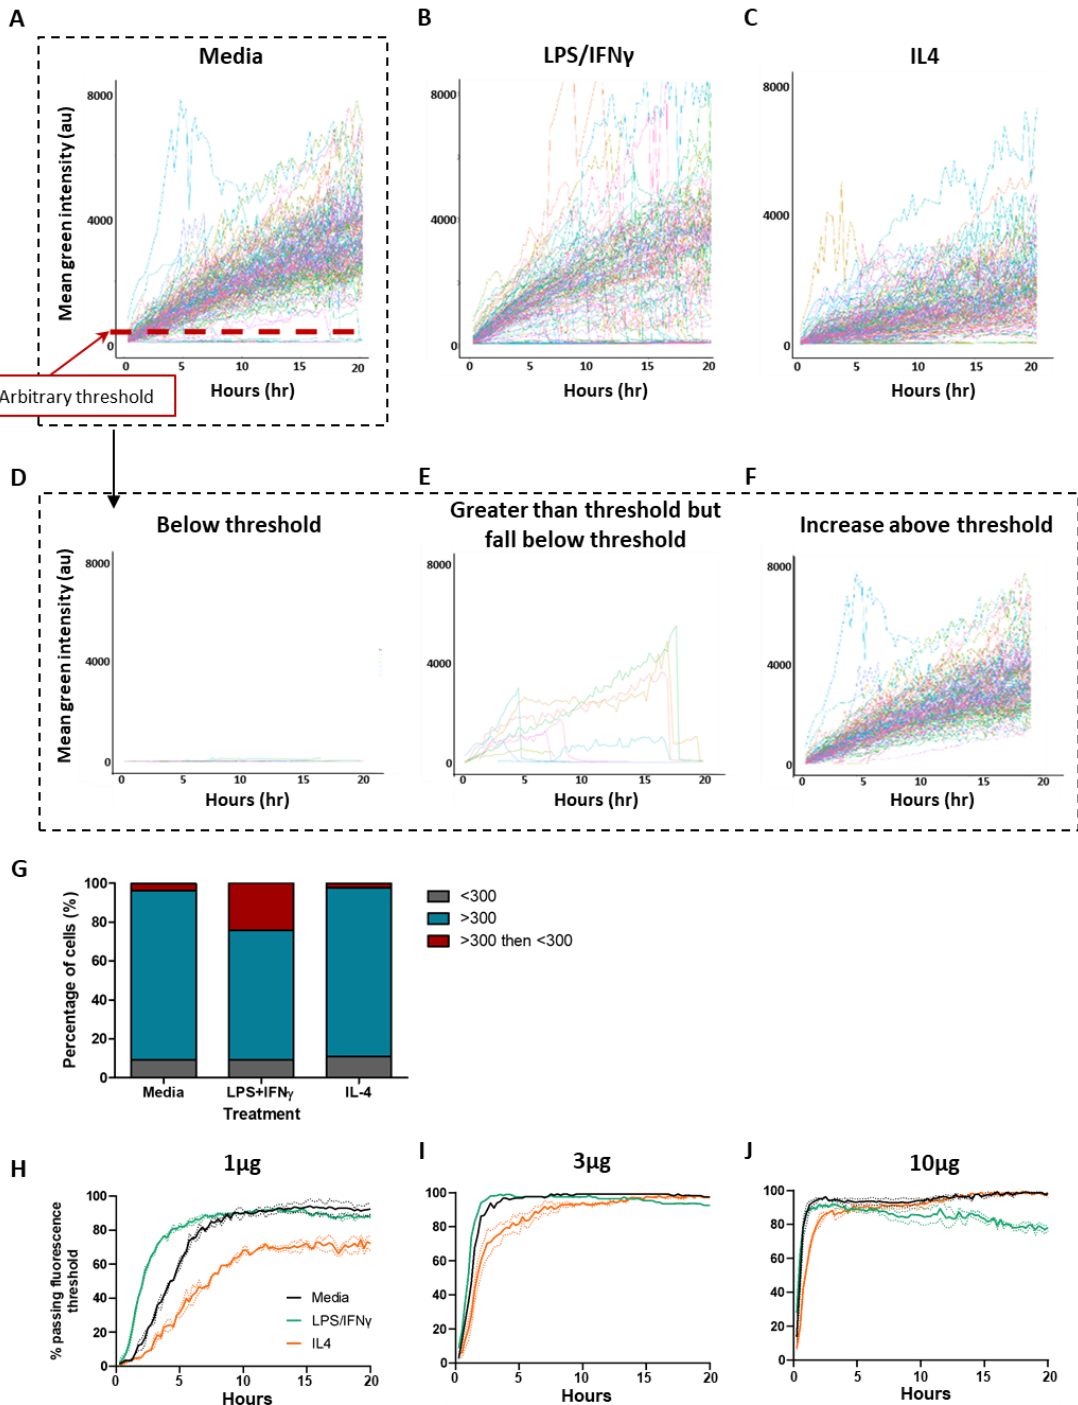 A
B
C
Media
LPS/IFNγ
IL4
Mean green intensity (au)
8000
4000
0
0 5 10 15 20
Hours (hr)
8000
4000
0
0 5 10 15 20
Hours (hr)
8000
4000
0
0 5 10 15 20
Hours (hr)
Arbitrary threshold
D
E
F
Below threshold
Greater than threshold but
fall below threshold
Increase above threshold
Mean green intensity (au)
8000
4000
0
0 5 10 15 20
Hours (hr)
8000
4000
0
0 5 10 15 20
Hours (hr)
8000
4000
0
0 5 10 15 20
Hours (hr)
G
Percentage of cells (%)
100
80
60
40
20
0
Media LPS+IFNγ IL-4
Treatment
<300
>300
>300 then <300
H
1µg
% passing fluorescence
threshold
100
80
60
40
20
0
0 5 10 15 20
Hours
Media
LPS/IFNγ
IL4
I
3µg
100
80
60
40
20
0
0 5 10 15 20
Hours
J
10µg
100
80
60
40
20
0
0 5 10 15 20
Hours